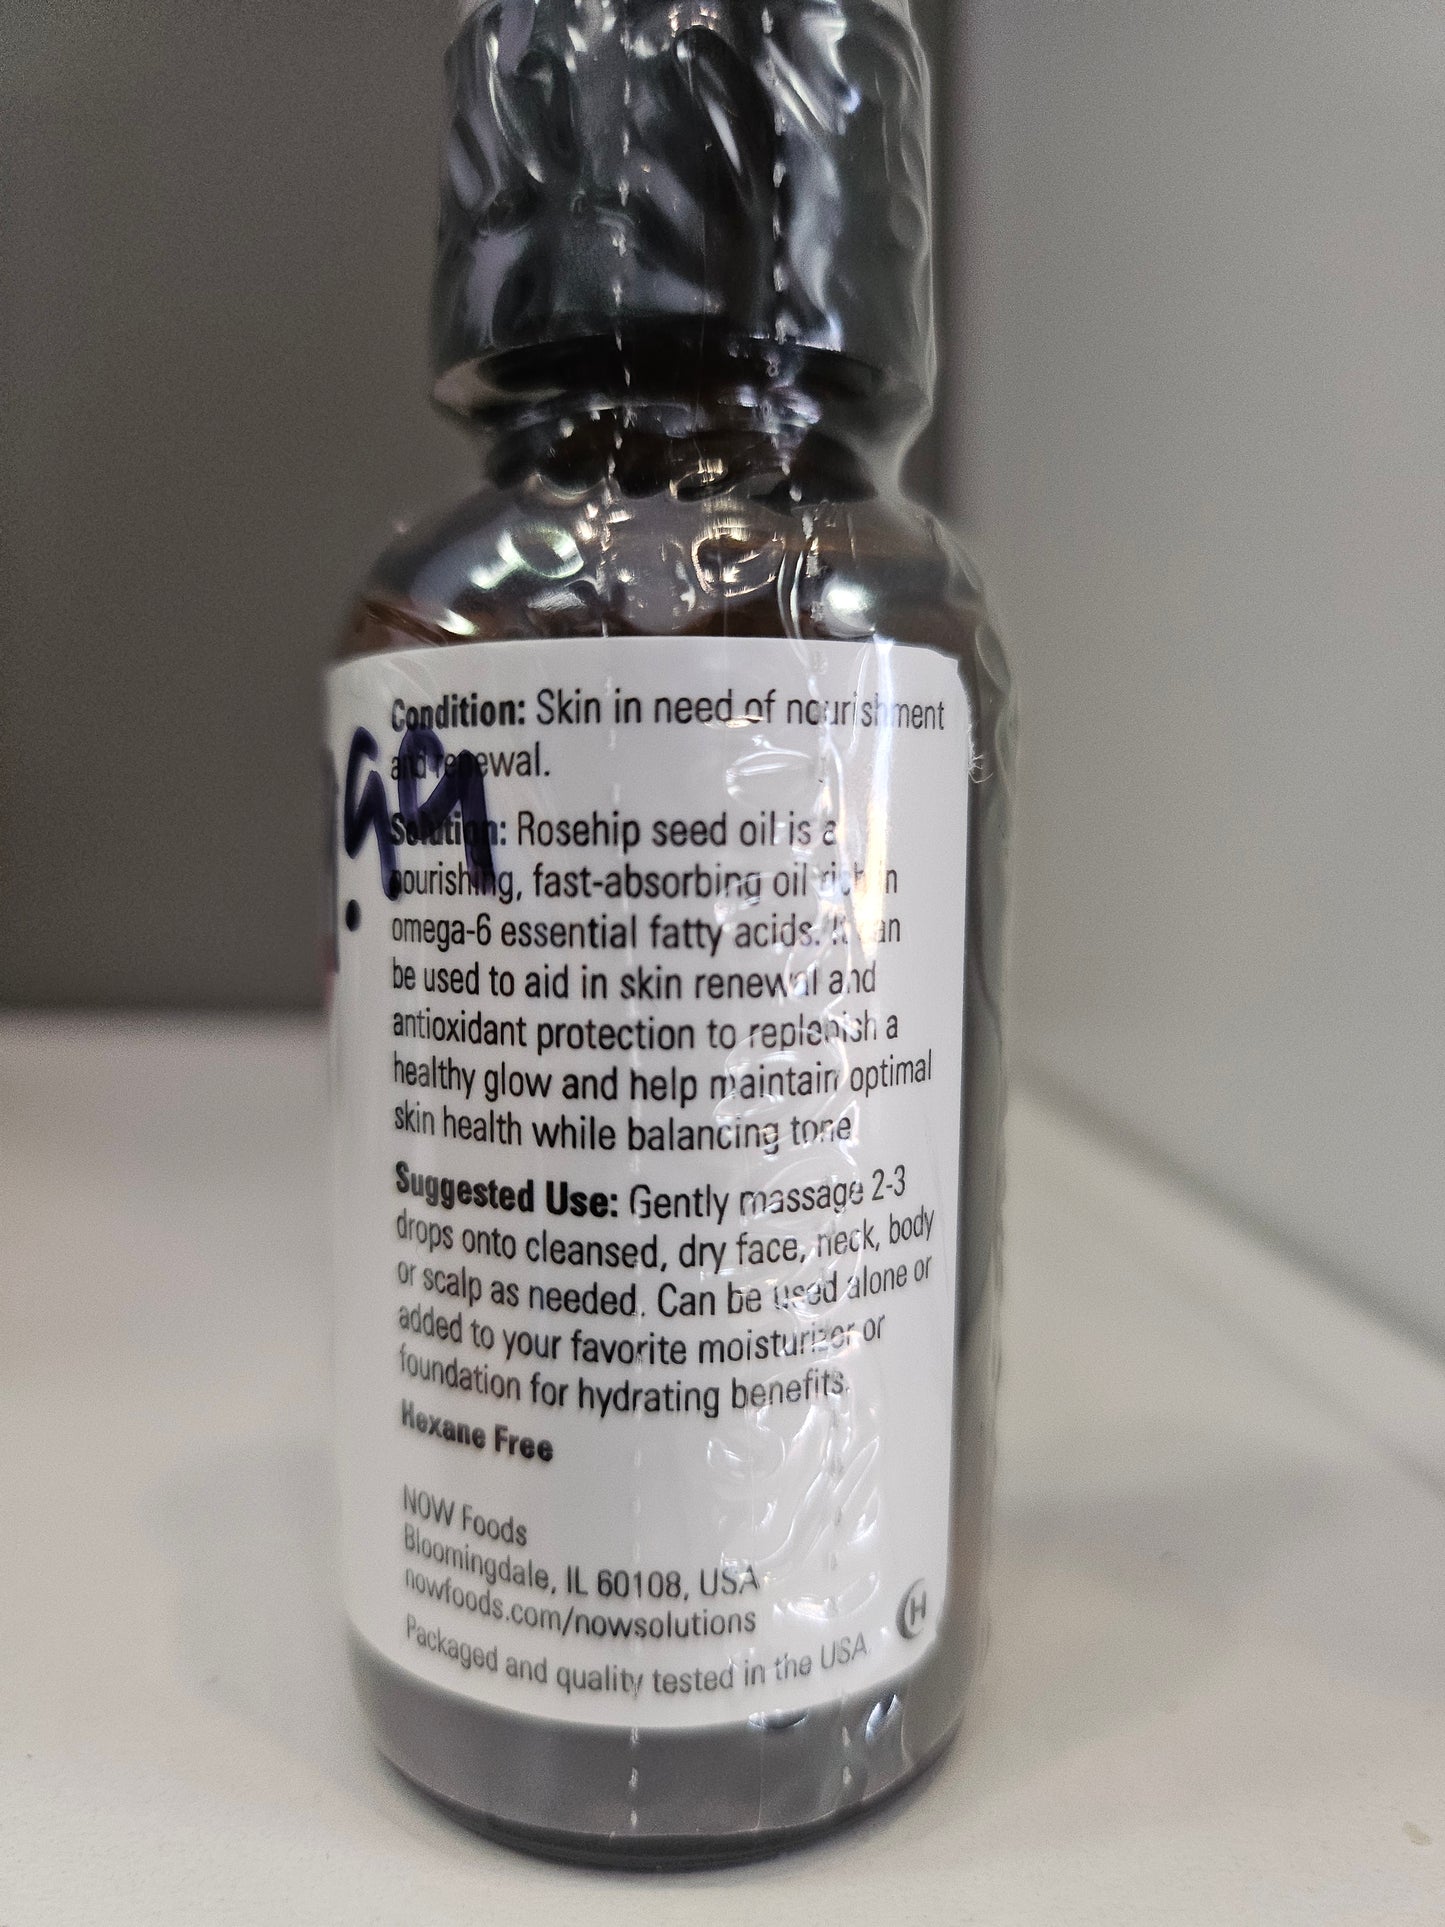 Condition: Skin in need of nourishment
and renewal.
Solution: Rosehip seed oil is a
nourishing, fast-absorbing oil rich in
omega-6 essential fatty acids. It can
be used to aid in skin renewal and
antioxidant protection to replenish a
healthy glow and help maintain optimal
skin health while balancing tone.
Suggested Use: Gently massage 2-3
drops onto cleansed, dry face, neck, body
or scalp as needed. Can be used alone or
added to your favorite moisturizer or
foundation for hydrating benefits.
Hexane Free
NOW Foods
Bloomingdale, IL 60108, USA
nowfoods.com/nowsolutions
Packaged and quality tested in the USA
H